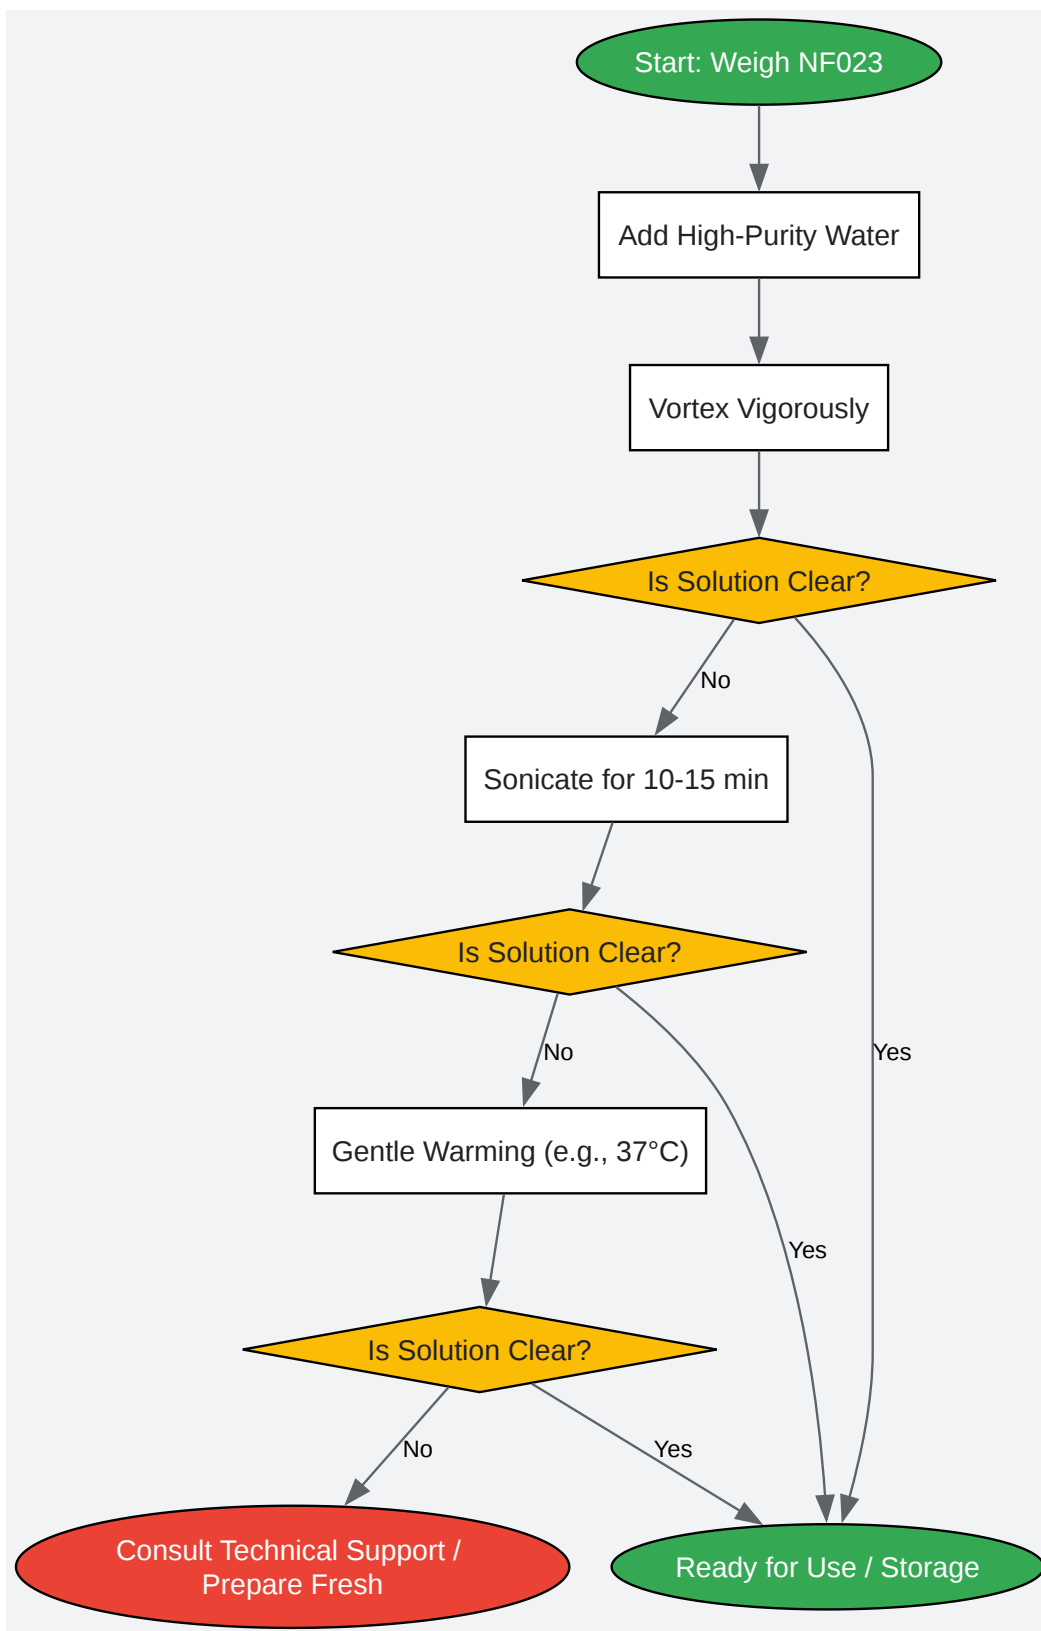 Start: Weigh NF023
Add High-Purity Water
Vortex Vigorously
Is Solution Clear?
No
Sonicate for 10-15 min
Is Solution Clear?
No
Yes
Gentle Warming (e.g., 37°C)
Yes
Is Solution Clear?
No
Yes
Consult Technical Support /
Prepare Fresh
Ready for Use / Storage